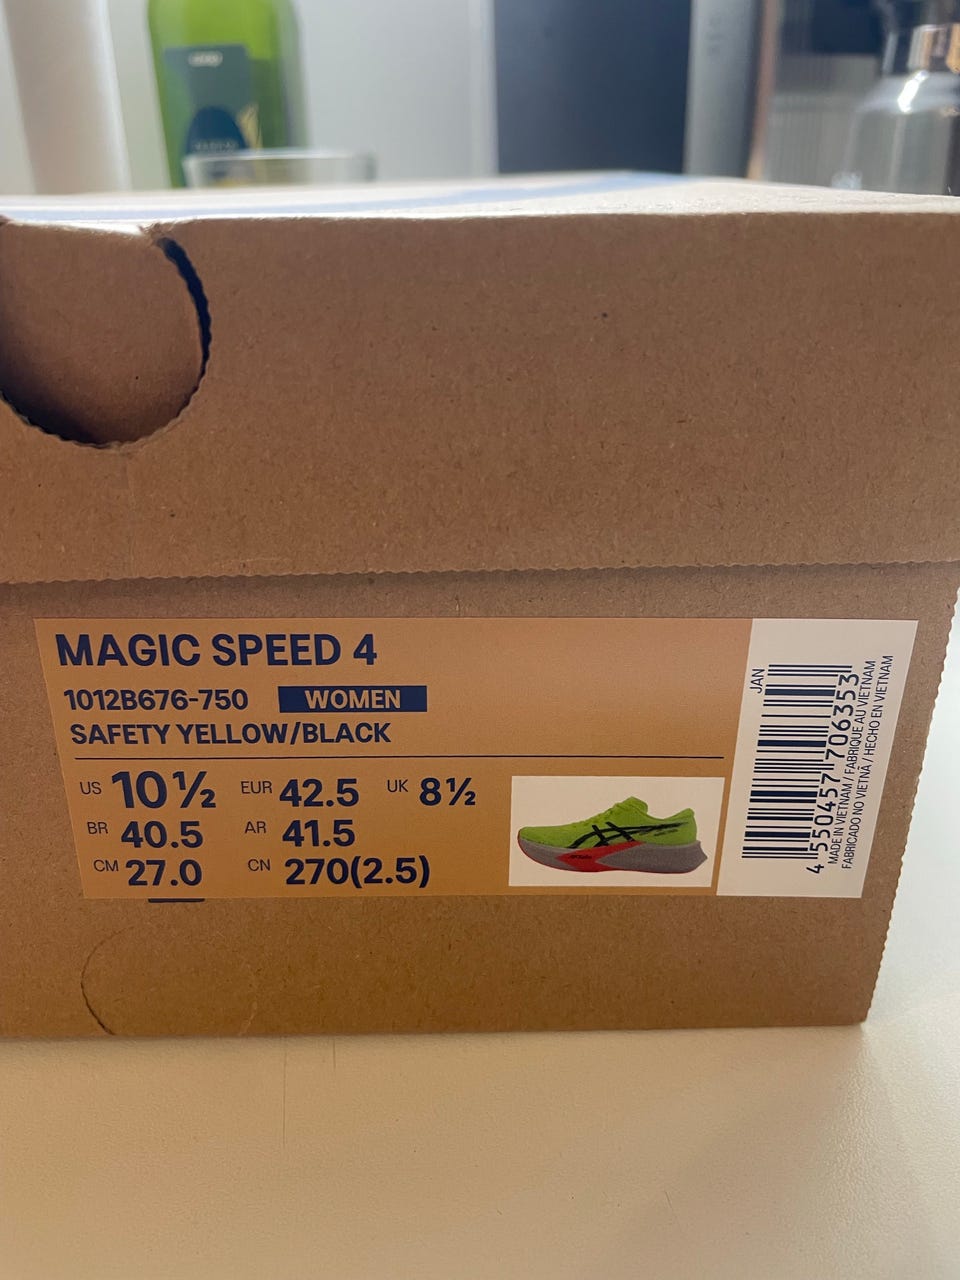 MAGIC SPEED 4
1012B676-750 WOMEN
SAFETY YELLOW/BLACK
US 10½ EUR 42.5 UK 8½
BR 40.5 AR 41.5
CM 27.0 CN 270(2.5)
JAN
4 550457 706353
MADE IN VIETNAM / FABRIQUE AU VIETNAM
FABRICADO NO VIETNÃ / HECHO EN VIETNAM